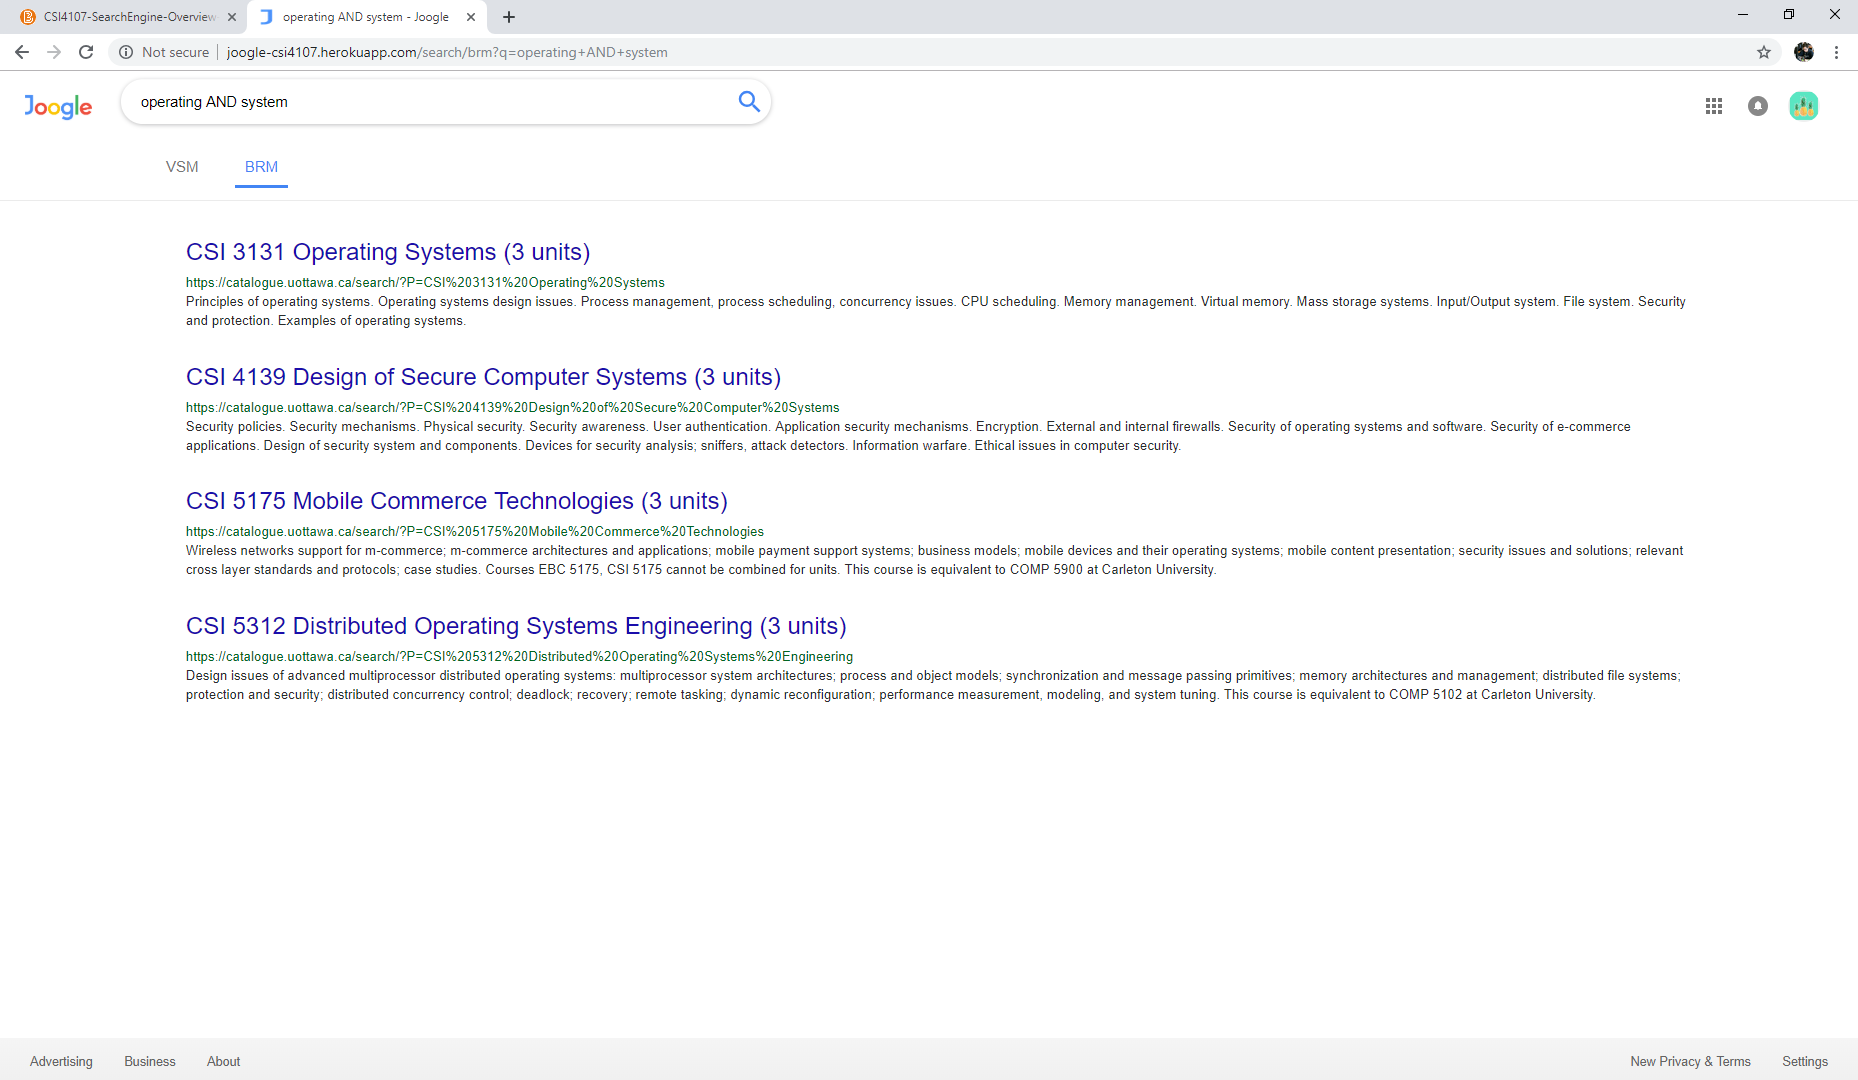 CSI4107-SearchEngine-Overview
operating AND system - Joogle
Not secure
joogle-csi4107.herokuapp.com/search/brm?q=operating+AND+system
Joogle
operating AND system
VSM
BRM
CSI 3131 Operating Systems (3 units)
https://catalogue.uottawa.ca/search/?P=CSI%203131%20Operating%20Systems
Principles of operating systems. Operating systems design issues. Process management, process scheduling, concurrency issues. CPU scheduling. Memory management. Virtual memory. Mass storage systems. Input/Output system. File system. Security
and protection. Examples of operating systems.
CSI 4139 Design of Secure Computer Systems (3 units)
https://catalogue.uottawa.ca/search/?P=CSI%204139%20Design%20of%20Secure%20Computer%20Systems
Security policies. Security mechanisms. Physical security. Security awareness. User authentication. Application security mechanisms. Encryption. External and internal firewalls. Security of operating systems and software. Security of e-commerce
applications. Design of security system and components. Devices for security analysis; sniffers, attack detectors. Information warfare. Ethical issues in computer security.
CSI 5175 Mobile Commerce Technologies (3 units)
https://catalogue.uottawa.ca/search/?P=CSI%205175%20Mobile%20Commerce%20Technologies
Wireless networks support for m-commerce; m-commerce architectures and applications; mobile payment support systems; business models; mobile devices and their operating systems; mobile content presentation; security issues and solutions; relevant
cross layer standards and protocols; case studies. Courses EBC 5175, CSI 5175 cannot be combined for units. This course is equivalent to COMP 5900 at Carleton University.
CSI 5312 Distributed Operating Systems Engineering (3 units)
https://catalogue.uottawa.ca/search/?P=CSI%205312%20Distributed%20Operating%20Systems%20Engineering
Design issues of advanced multiprocessor distributed operating systems: multiprocessor system architectures; process and object models; synchronization and message passing primitives; memory architectures and management; distributed file systems;
protection and security; distributed concurrency control; deadlock; recovery; remote tasking; dynamic reconfiguration; performance measurement, modeling, and system tuning. This course is equivalent to COMP 5102 at Carleton University.
Advertising
Business
About
New Privacy & Terms
Settings